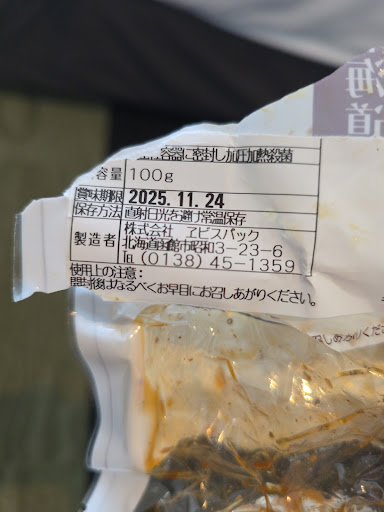 容器に密封し加圧加熱殺菌
容量 100g
賞味期限 2025.11.24
保存方法 直射日光を避け常温保存
製造者 株式会社 ヱビスパック
北海道函館市昭和3-23-6
℡ (0138) 45-1359
使用上の注意:
開封後はなるべくお早目にお召しあがりください。
海道